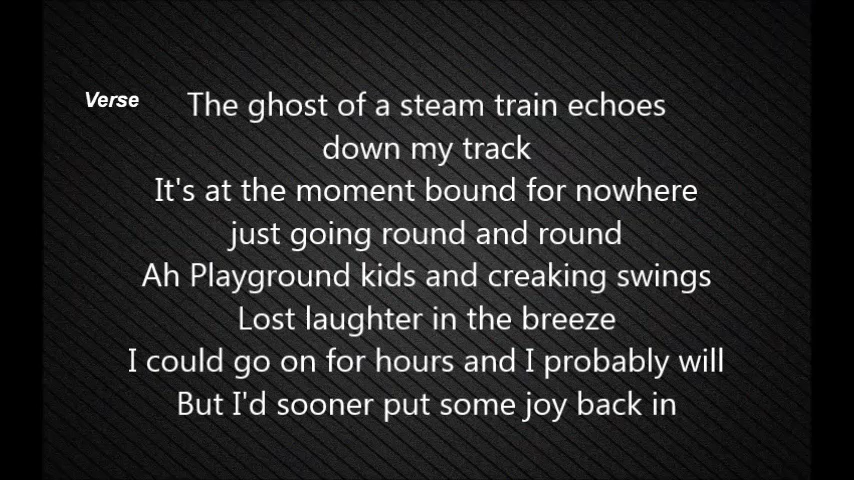 Verse
The ghost of a steam train echoes
down my track
It's at the moment bound for nowhere
just going round and round
Ah Playground kids and creaking swings
Lost laughter in the breeze
I could go on for hours and I probably will
But I'd sooner put some joy back in